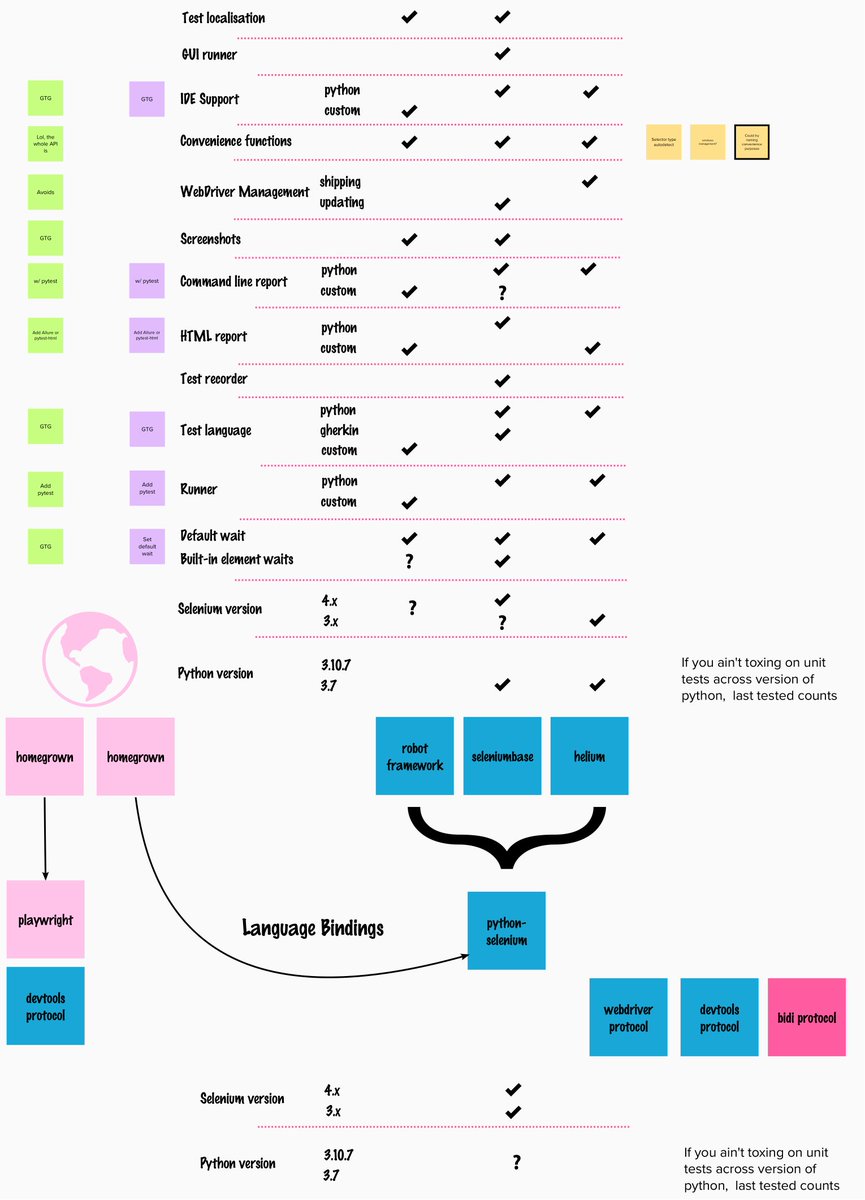 Test localisation
✔ ✔
GUI runner
✔
GTG
GTG
IDE Support
python
✔ ✔
custom
✔
Lol, the
whole API
is
Convenience functions
✔ ✔ ✔
Selector type
autodetect
windows
management?
Could try
naming
convenience
purposes
Avoids
WebDriver Management
shipping
✔
updating
✔
GTG
Screenshots
✔ ✔
w/ pytest
w/ pytest
Command line report
python
✔ ✔
custom
✔ ?
Add Allure or
pytest-html
Add Allure or
pytest-html
HTML report
python
✔
custom
✔ ✔
Test recorder
✔
GTG
GTG
Test language
python
✔ ✔
gherkin
✔
custom
✔
Add
pytest
Add
pytest
Runner
python
✔ ✔
custom
✔
GTG
Set
default
wait
Default wait
✔ ✔ ✔
Built-in element waits
? ✔
Selenium version
4.x
? ✔
3.x
? ✔
Python version
3.10.7
3.7
✔ ✔
If you ain't toxing on unit
tests across version of
python, last tested counts
homegrown
homegrown
robot
framework
seleniumbase
helium
playwright
Language Bindings
python-
selenium
devtools
protocol
webdriver
protocol
devtools
protocol
bidi protocol
Selenium version
4.x
✔
3.x
✔
Python version
3.10.7
?
3.7
If you ain't toxing on unit
tests across version of
python, last tested counts